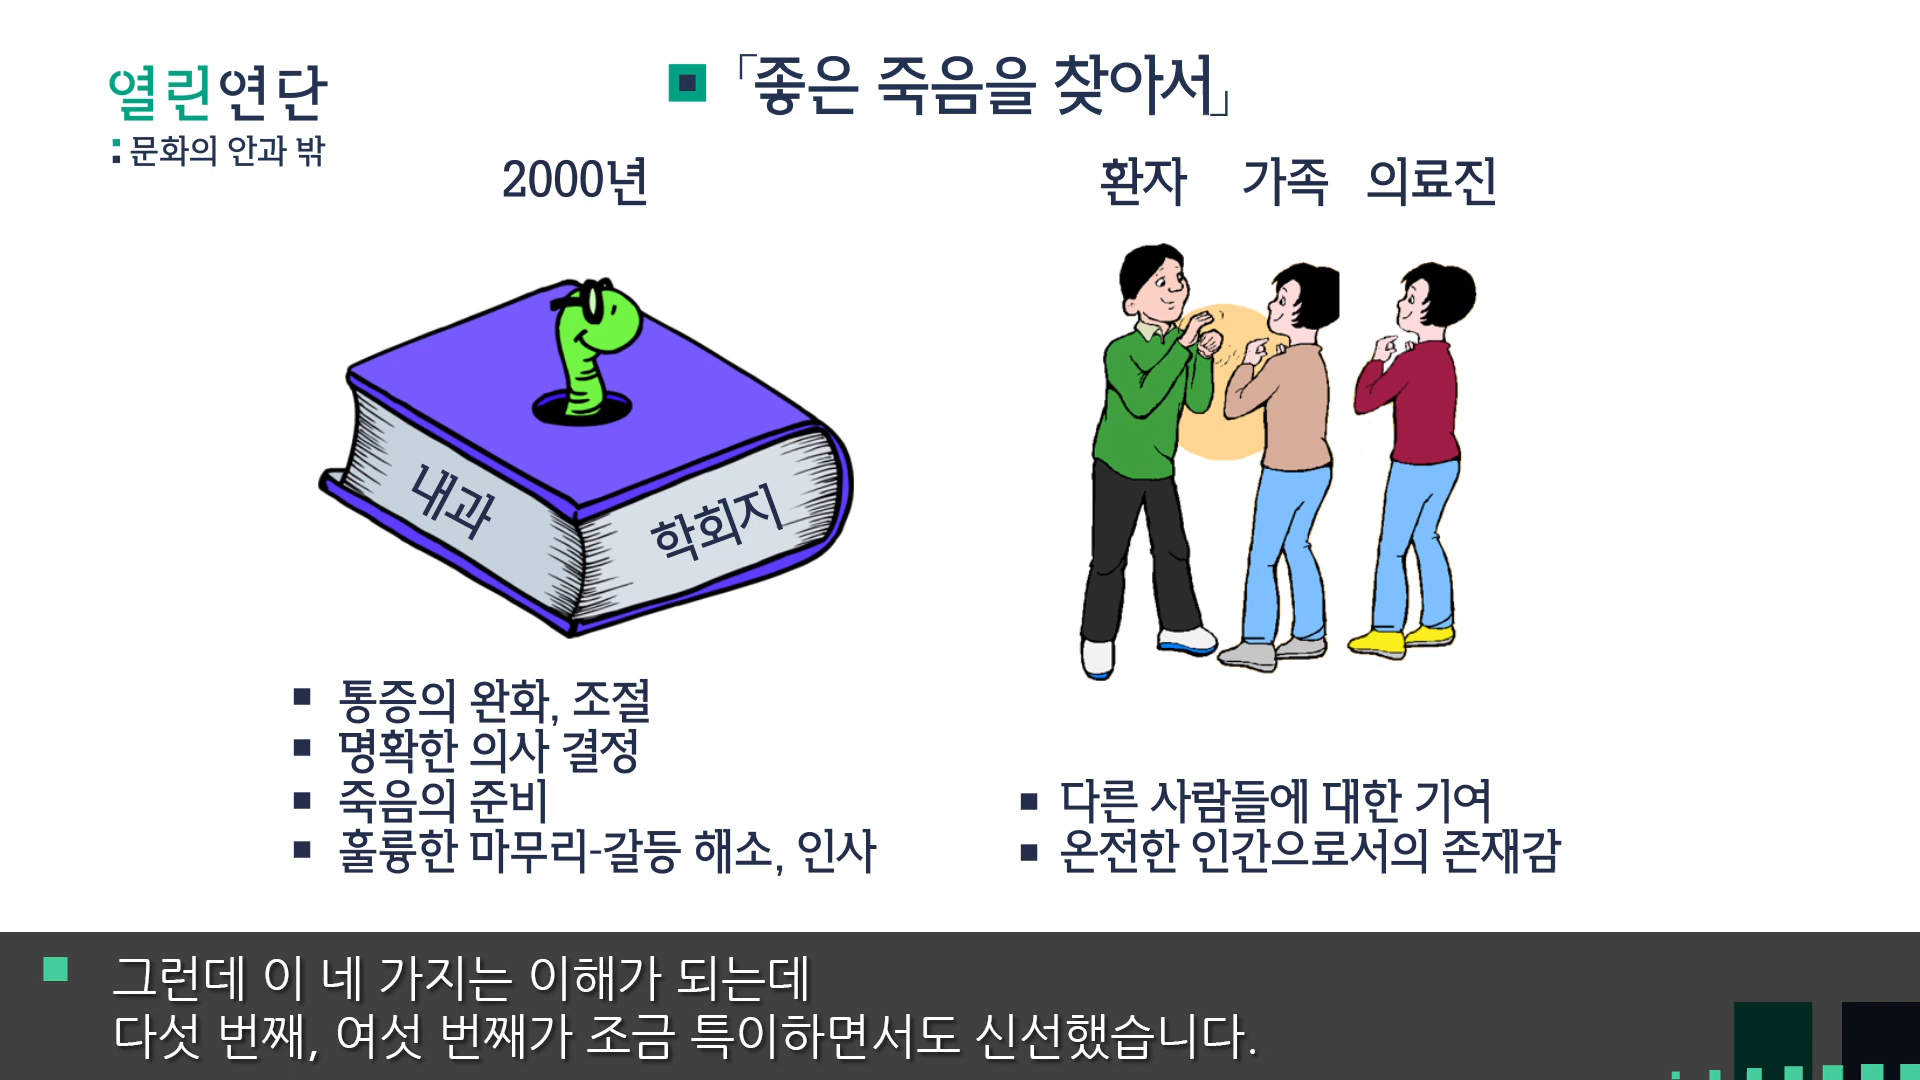 열린연단
:문화의 안과 밖
「좋은 죽음을 찾아서」
2000년
환자 가족 의료진
내과
학회지
통증의 완화, 조절
명확한 의사 결정
죽음의 준비
훌륭한 마무리-갈등 해소, 인사
다른 사람들에 대한 기여
온전한 인간으로서의 존재감
그런데 이 네 가지는 이해가 되는데
다섯 번째, 여섯 번째가 조금 특이하면서도 신선했습니다.